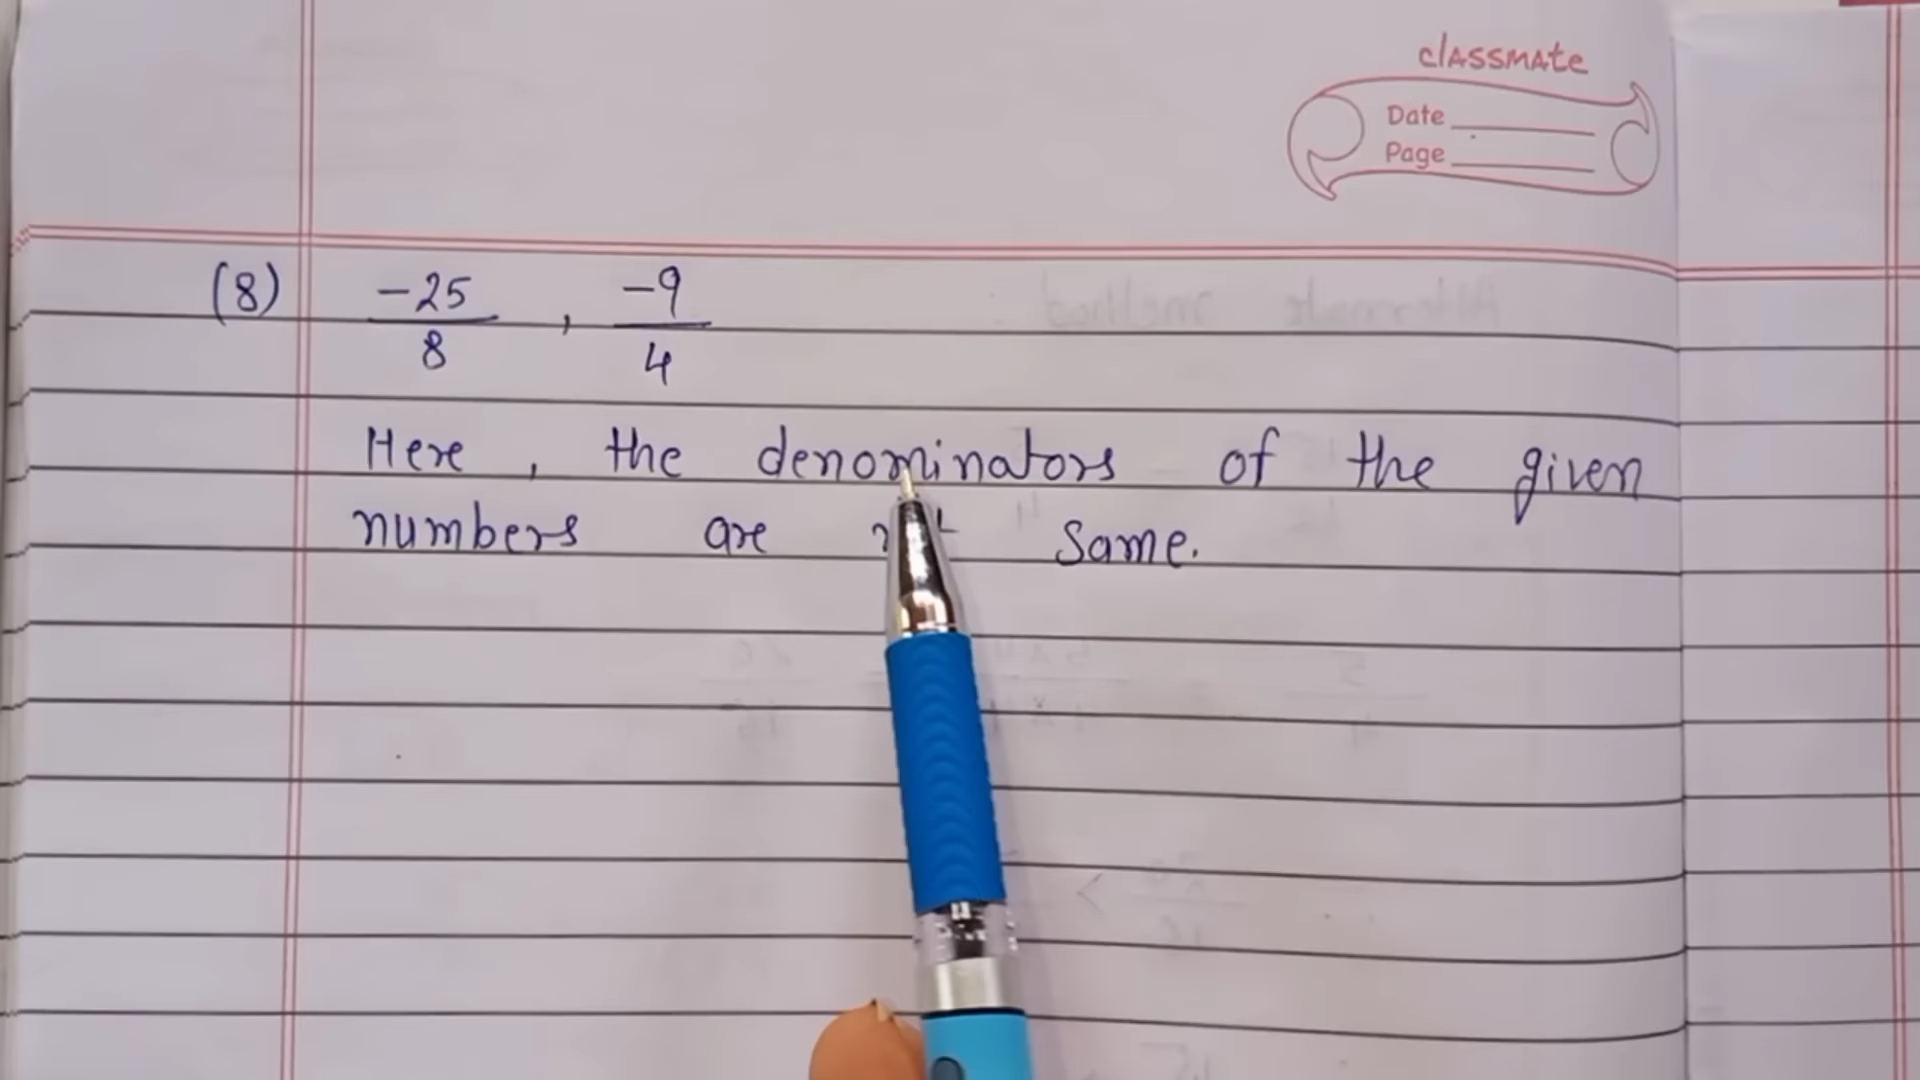 classmate
Date
Page
(8) -25/8 , -9/4
Here , the denominators of the given
numbers are same.